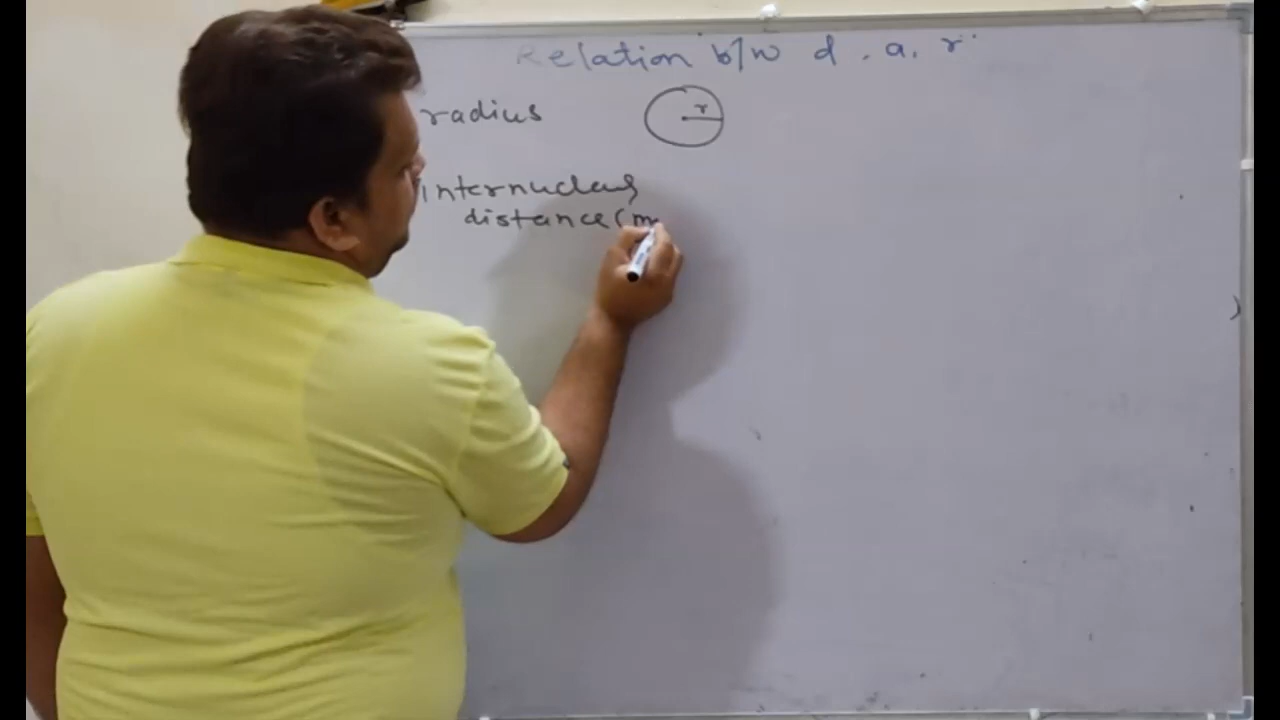 Relation b/w d, a, r
radius
r
internuclear
distance (m